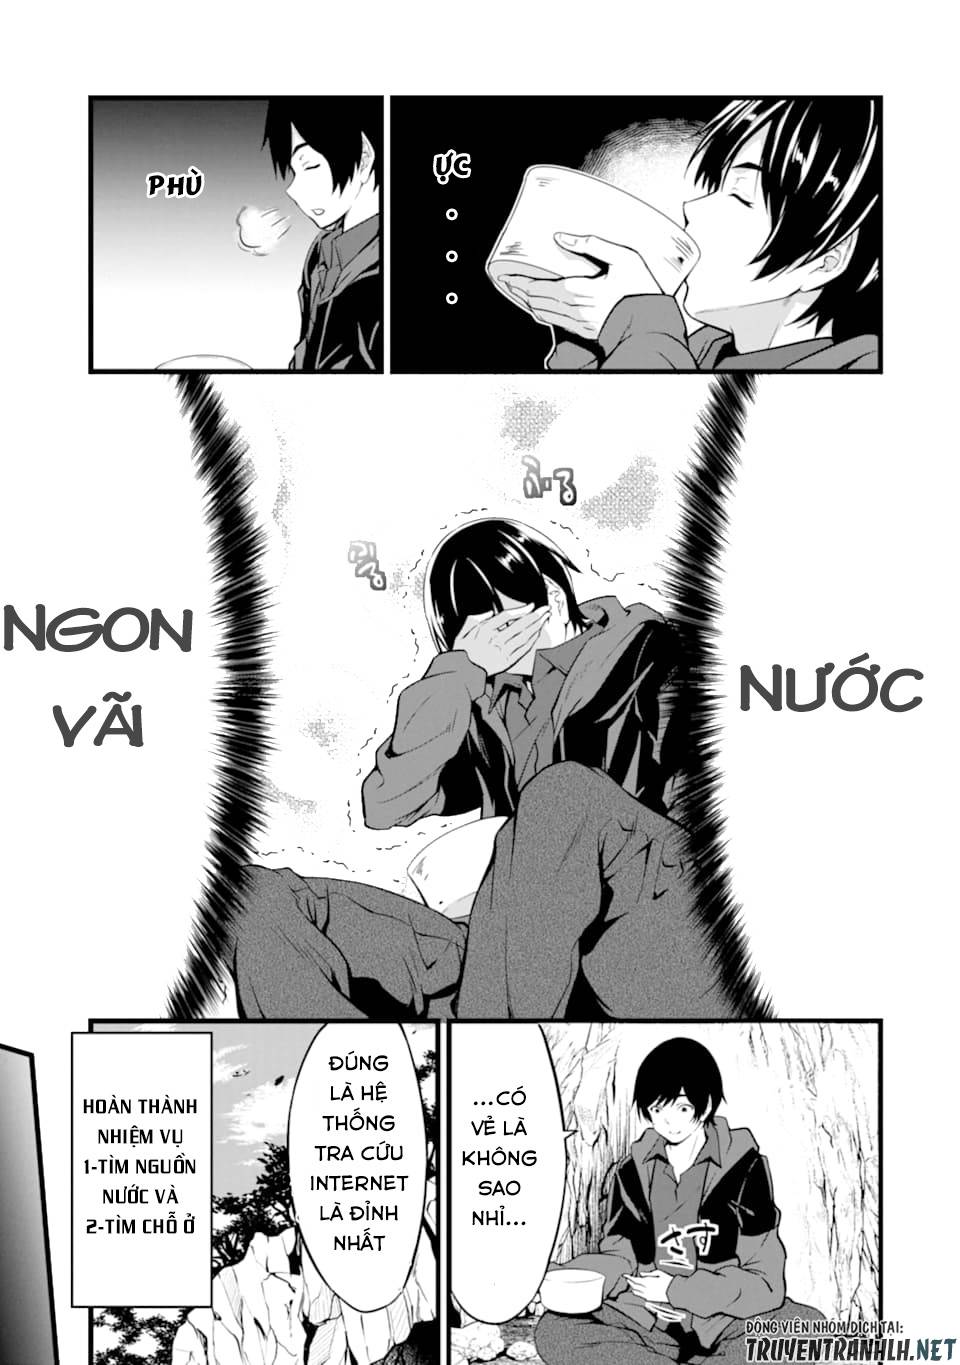 ỰC
。
。
。
PHÙ
NƯỚC
NGON
VÃI
…CÓ
VẺ LÀ
KHÔNG
SAO
NHỈ…
さす
ĐÚNG
LÀ HỆ
THỐNG
TRA CỨU
INTERNET
LÀ ĐỈNH
NHẤT
HOÀN THÀNH
NHIỆM VỤ
1-TÌM NGUỒN
NƯỚC VÀ
2-TÌM CHỖ Ở
ĐỘNG VIÊN NHÓM DỊCH TẠI:
TRUYENTRANHLH.NET